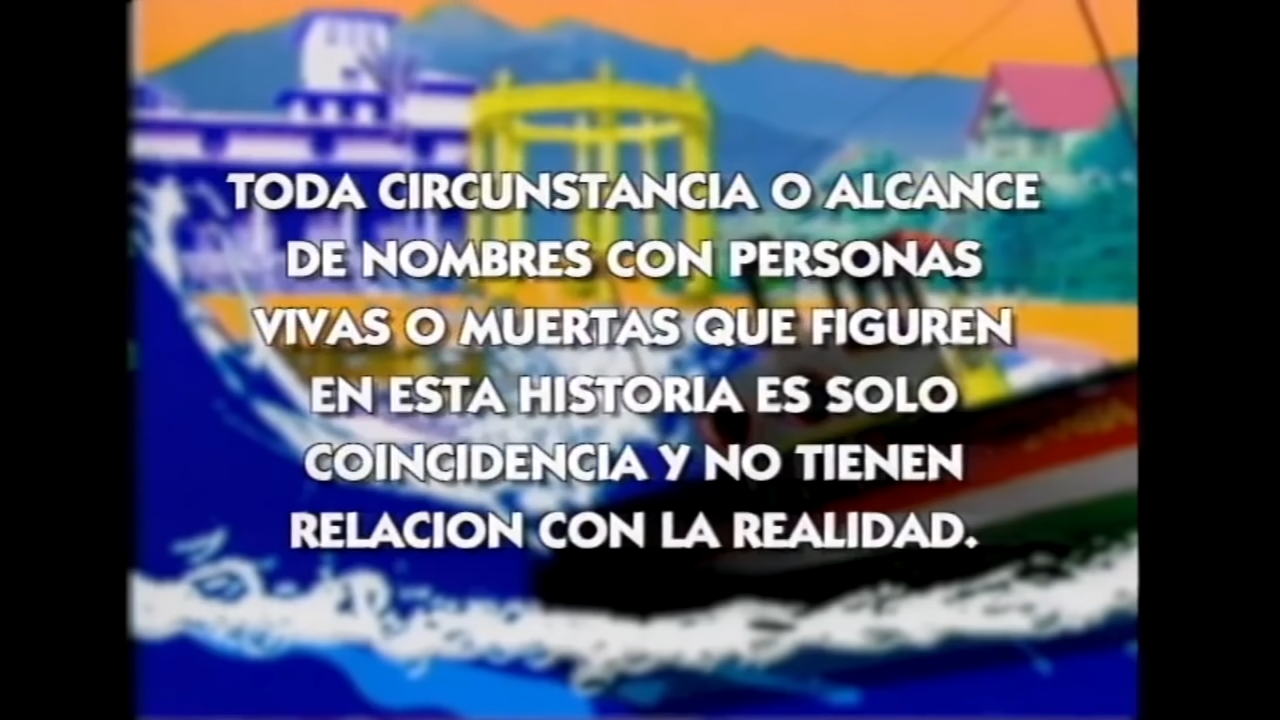 TODA CIRCUNSTANCIA O ALCANCE
DE NOMBRES CON PERSONAS
VIVAS O MUERTAS QUE FIGUREN
EN ESTA HISTORIA ES SOLO
COINCIDENCIA Y NO TIENEN
RELACION CON LA REALIDAD.